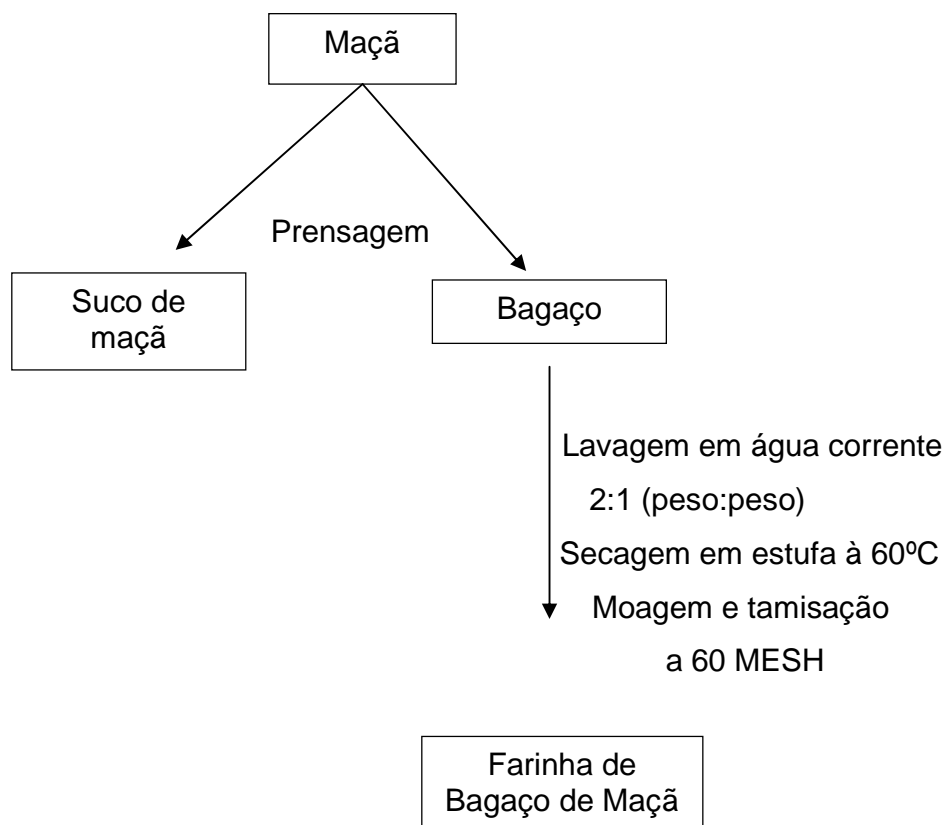 Maçã
Prensagem
Suco de
maçã
Bagaço
Lavagem em água corrente
2:1 (peso:peso)
Secagem em estufa à 60ºC
Moagem e tamisação
a 60 MESH
Farinha de
Bagaço de Maçã